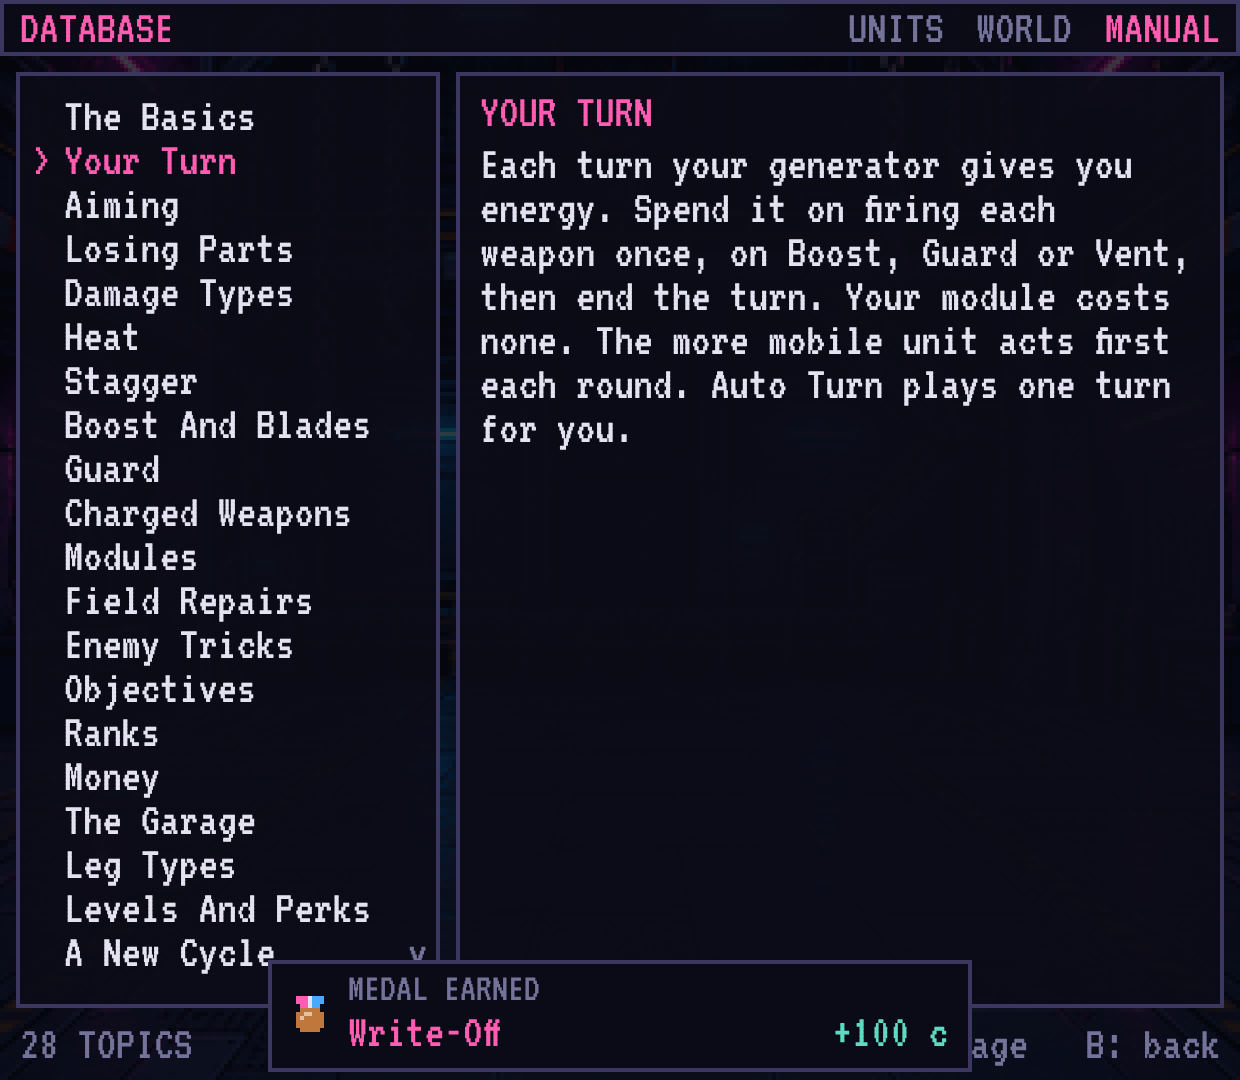 DATABASE
UNITS WORLD MANUAL
The Basics
> Your Turn
Aiming
Losing Parts
Damage Types
Heat
Stagger
Boost And Blades
Guard
Charged Weapons
Modules
Field Repairs
Enemy Tricks
Objectives
Ranks
Money
The Garage
Leg Types
Levels And Perks
A New Cycle
v
YOUR TURN
Each turn your generator gives you
energy. Spend it on firing each
weapon once, on Boost, Guard or Vent,
then end the turn. Your module costs
none. The more mobile unit acts first
each round. Auto Turn plays one turn
for you.
MEDAL EARNED
Write-Off +100 c
28 TOPICS
B: back